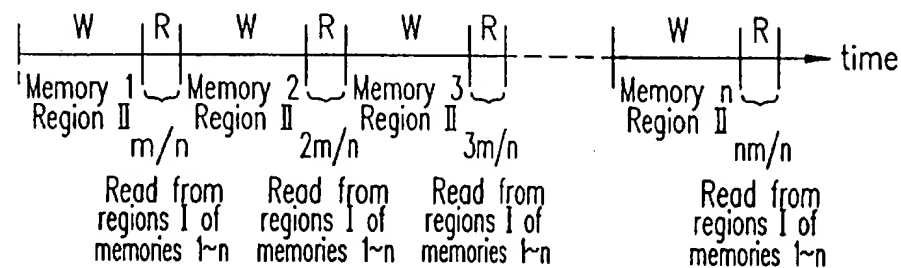 W R W R W R W R
time
Memory 1 Memory 2 Memory 3 Memory n
Region II Region II Region II Region II
m/n 2m/n 3m/n nm/n
Read from Read from Read from Read from
regions I of regions I of regions I of regions I of
memories 1~n memories 1~n memories 1~n memories 1~n